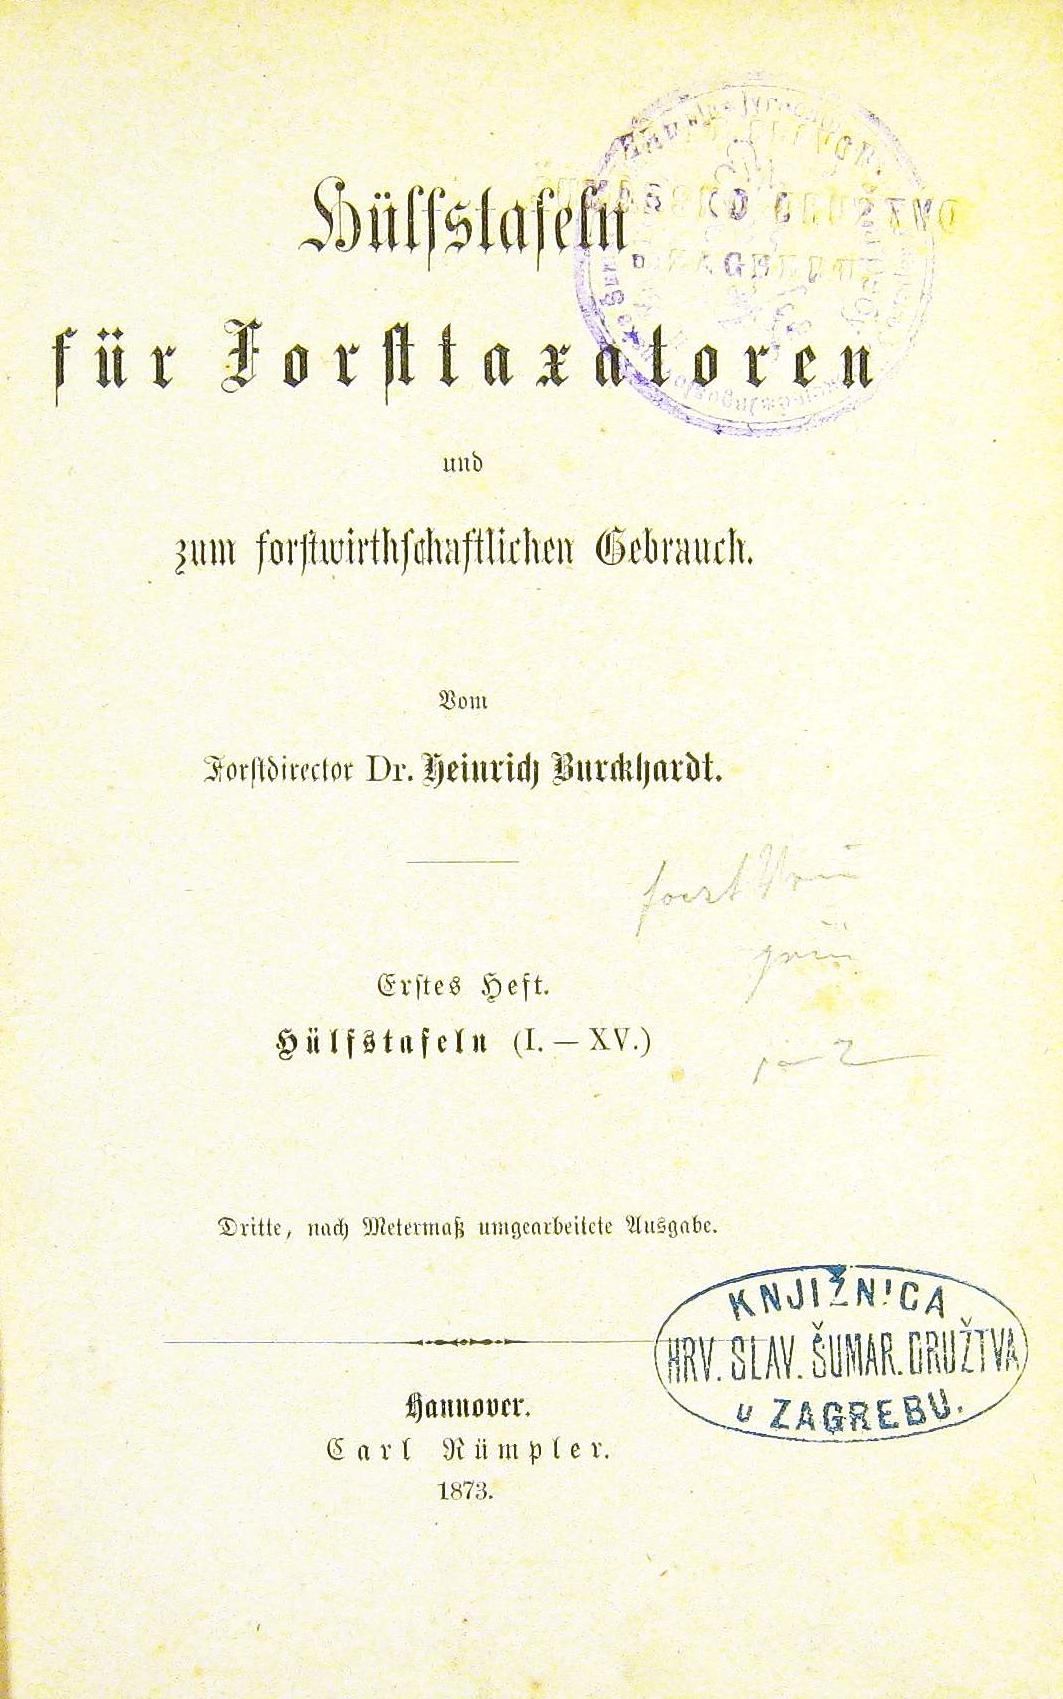 Hülfstafeln
für Forsttaxatoren
und
zum forstwirthschaftlichen Gebrauch.
Vom
Forstdirector Dr. Heinrich Burckhardt.
Erstes Heft.
Hülfstafeln (I. — XV.)
Dritte, nach Metermaß umgearbeitete Ausgabe.
KNJIŽNICA
HRV. SLAV. ŠUMAR. DRUŽTVA
u ZAGREBU.
Hannover.
Carl Rümpler.
1873.